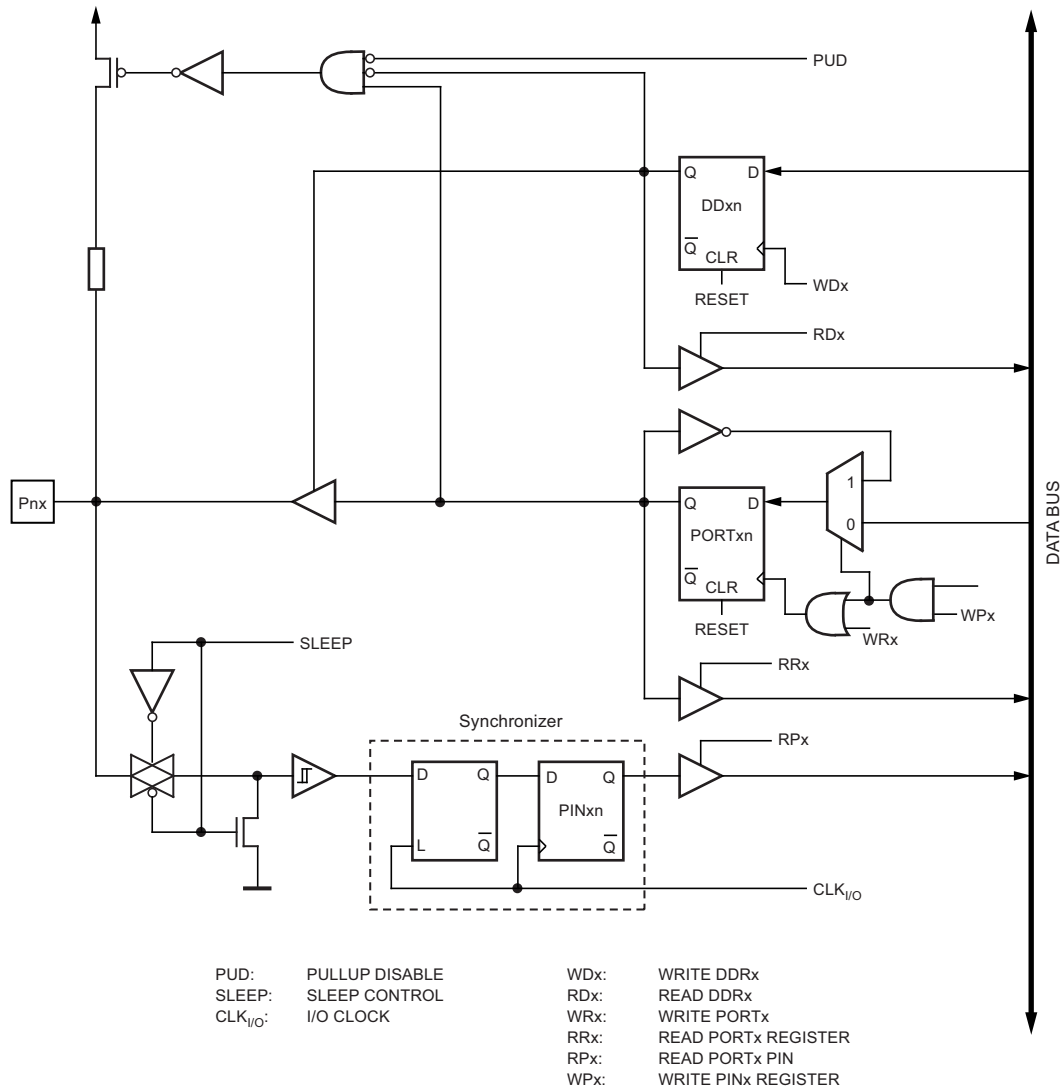 PUD
Q D
DDxn
Q
CLR
RESET
WDx
RDx
Pnx
1
0
Q D
PORTxn
Q
CLR
RESET
WPx
WRx
SLEEP
RRx
Synchronizer
RPx
D Q
L Q
D Q
PINxn
Q
CLKI/O
DATA BUS
PUD: PULLUP DISABLE
SLEEP: SLEEP CONTROL
CLKI/O: I/O CLOCK
WDx: WRITE DDRx
RDx: READ DDRx
WRx: WRITE PORTx
RRx: READ PORTx REGISTER
RPx: READ PORTx PIN
WPx: WRITE PINx REGISTER